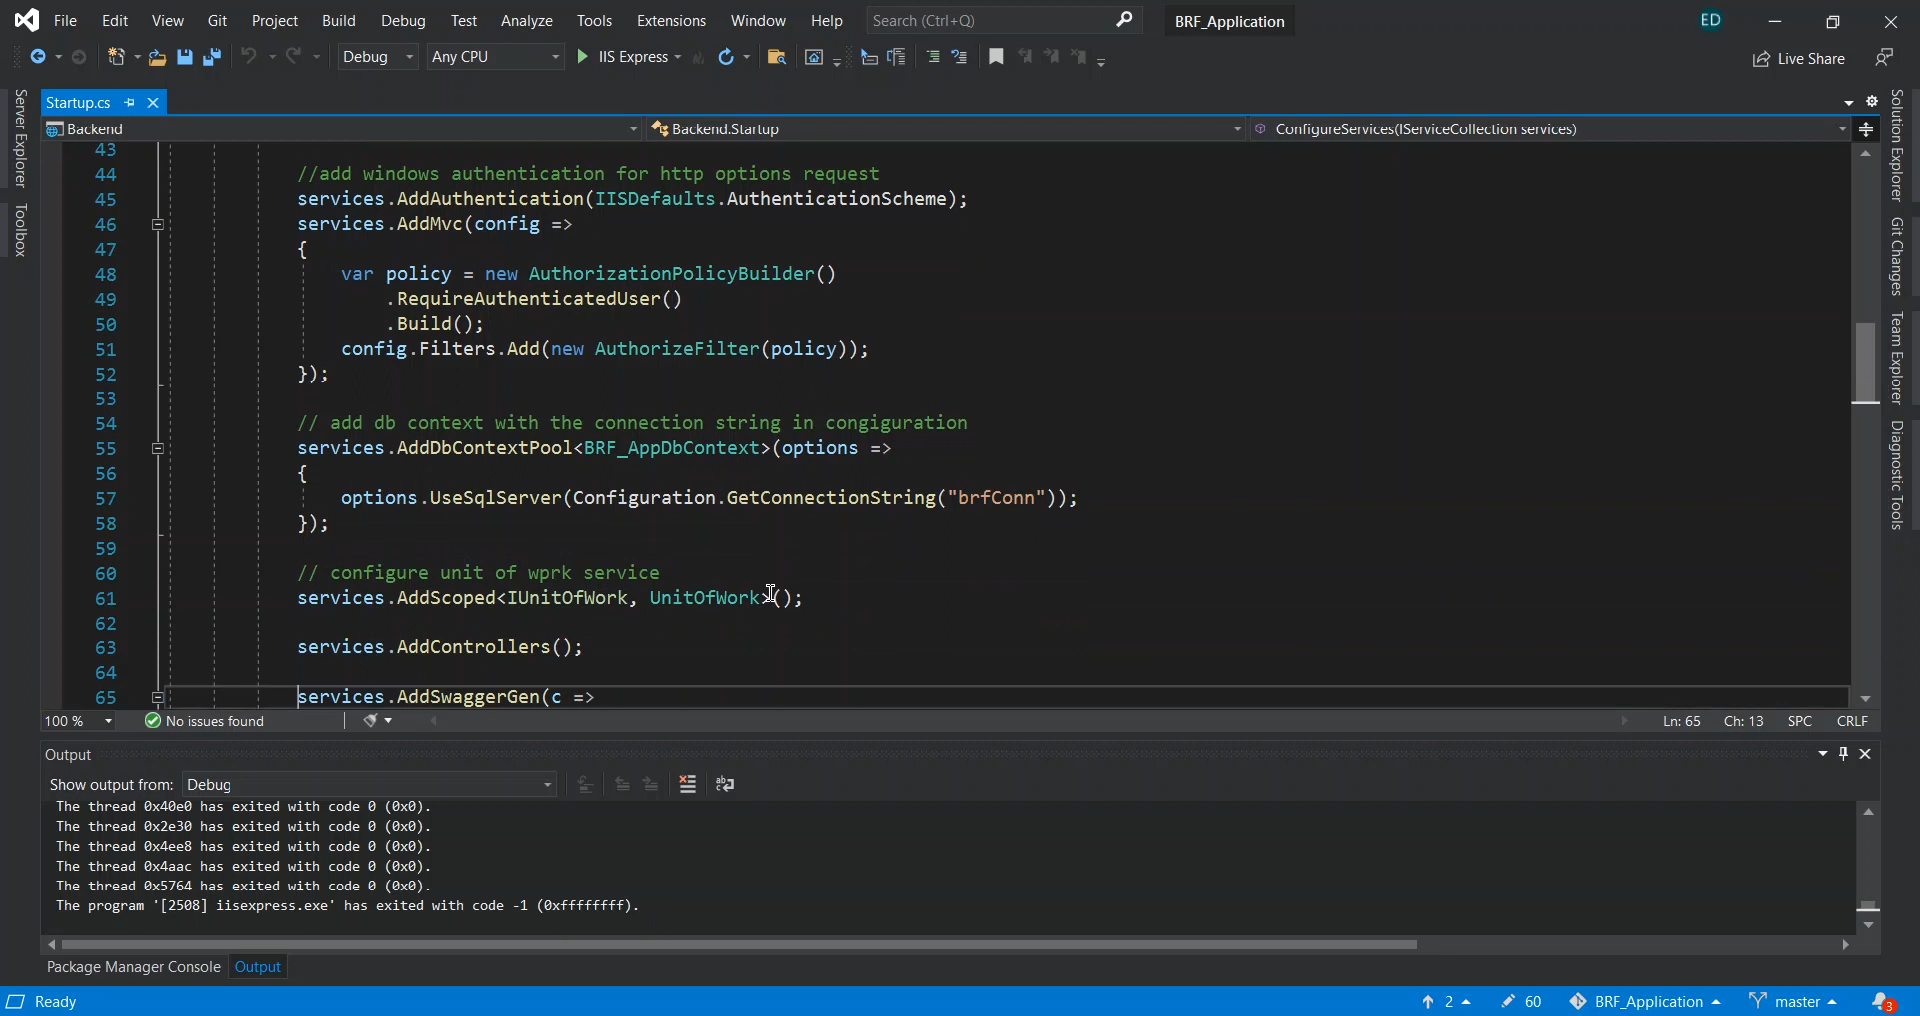 File Edit View Git Project Build Debug Test Analyze Tools Extensions Window Help Search (Ctrl+Q) BRF_Application ED
Debug Any CPU IIS Express Live Share
Server Explorer
Toolbox
Startup.cs
Backend Backend.Startup ConfigureServices(IServiceCollection services)
43
44 //add windows authentication for http options request
45 services.AddAuthentication(IISDefaults.AuthenticationScheme);
46 services.AddMvc(config =>
47 {
48 var policy = new AuthorizationPolicyBuilder()
49 .RequireAuthenticatedUser()
50 .Build();
51 config.Filters.Add(new AuthorizeFilter(policy));
52 });
53
54 // add db context with the connection string in congiguration
55 services.AddDbContextPool<BRF_AppDbContext>(options =>
56 {
57 options.UseSqlServer(Configuration.GetConnectionString("brfConn"));
58 });
59
60 // configure unit of wprk service
61 services.AddScoped<IUnitOfWork, UnitOfWork>();
62
63 services.AddControllers();
64
65 services.AddSwaggerGen(c =>
100 % No issues found Ln: 65 Ch: 13 SPC CRLF
Solution Explorer
Git Changes
Team Explorer
Diagnostic Tools
Output
Show output from: Debug
The thread 0x40e0 has exited with code 0 (0x0).
The thread 0x2e30 has exited with code 0 (0x0).
The thread 0x4ee8 has exited with code 0 (0x0).
The thread 0x4aac has exited with code 0 (0x0).
The thread 0x5764 has exited with code 0 (0x0).
The program '[2508] iisexpress.exe' has exited with code -1 (0xffffffff).
Package Manager Console Output
Ready 2 60 BRF_Application master 3